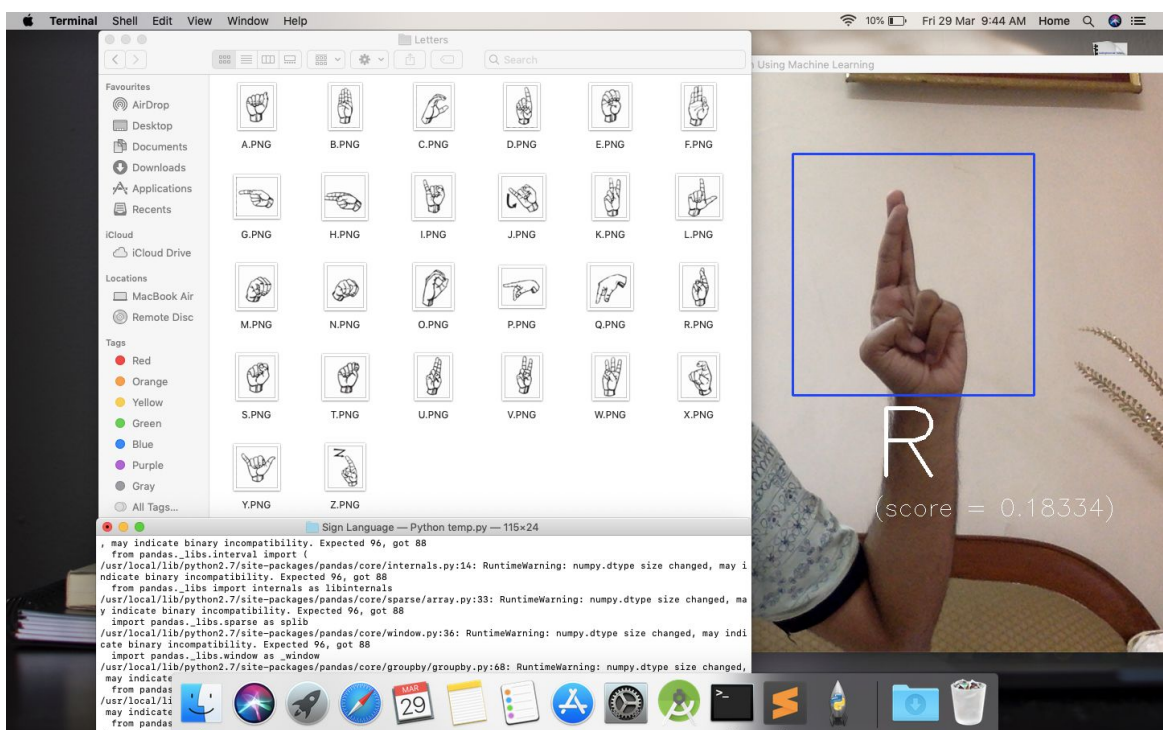 Terminal Shell Edit View Window Help 10% Fri 29 Mar 9:44 AM Home
Letters
Search
Favourites
AirDrop
Desktop
Documents
Downloads
Applications
Recents
iCloud
iCloud Drive
Locations
MacBook Air
Remote Disc
Tags
Red
Orange
Yellow
Green
Blue
Purple
Gray
All Tags...
A.PNG B.PNG C.PNG D.PNG E.PNG F.PNG
G.PNG H.PNG I.PNG J.PNG K.PNG L.PNG
M.PNG N.PNG O.PNG P.PNG Q.PNG R.PNG
S.PNG T.PNG U.PNG V.PNG W.PNG X.PNG
Z
Y.PNG Z.PNG
Using Machine Learning
R
(score = 0.18334)
Sign Language — Python temp.py — 115×24
, may indicate binary incompatibility. Expected 96, got 88
from pandas._libs.interval import (
/usr/local/lib/python2.7/site-packages/pandas/core/internals.py:14: RuntimeWarning: numpy.dtype size changed, may i
ndicate binary incompatibility. Expected 96, got 88
from pandas._libs import internals as libinternals
/usr/local/lib/python2.7/site-packages/pandas/core/sparse/array.py:33: RuntimeWarning: numpy.dtype size changed, ma
y indicate binary incompatibility. Expected 96, got 88
import pandas._libs.sparse as splib
/usr/local/lib/python2.7/site-packages/pandas/core/window.py:36: RuntimeWarning: numpy.dtype size changed, may indi
cate binary incompatibility. Expected 96, got 88
import pandas._libs.window as _window
/usr/local/lib/python2.7/site-packages/pandas/core/groupby/groupby.py:68: RuntimeWarning: numpy.dtype size changed,
may indicate
from pandas
/usr/local/li
may indicate
from pandas
MAR
29